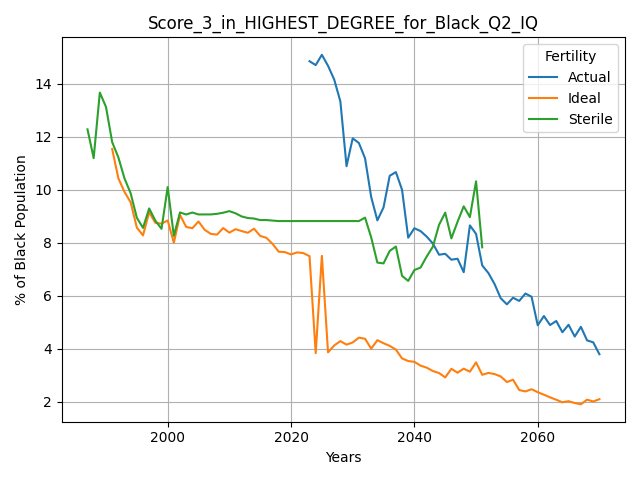 Score_3_in_HIGHEST_DEGREE_for_Black_Q2_IQ
Fertility
Actual
Ideal
Sterile
% of Black Population
14
12
10
8
6
4
2
2000
2020
2040
2060
Years